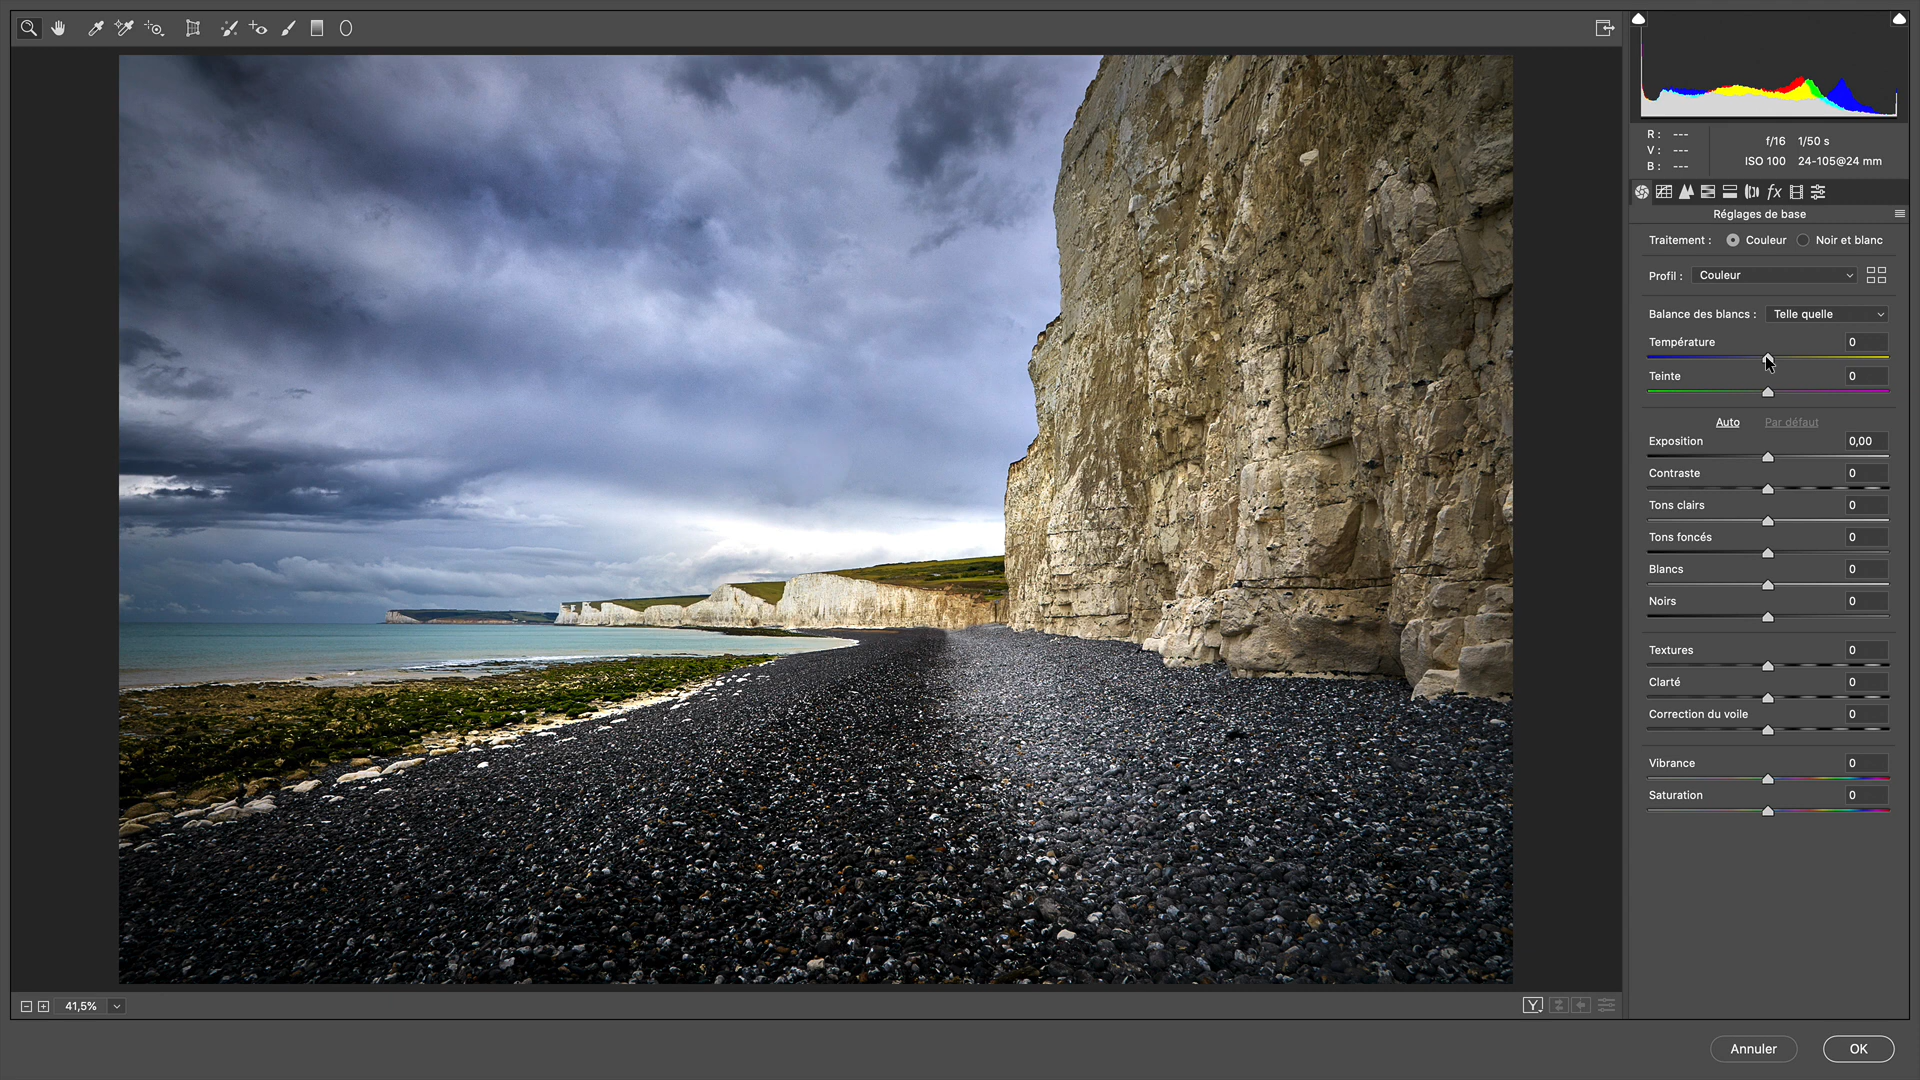 R : ---
V : ---
B : ---
f/16 1/50 s
ISO 100 24-105@24 mm
fx
Réglages de base
Traitement : Couleur Noir et blanc
Profil : Couleur
Balance des blancs : Telle quelle
Température 0
Teinte 0
Auto Par défaut
Exposition 0,00
Contraste 0
Tons clairs 0
Tons foncés 0
Blancs 0
Noirs 0
Textures 0
Clarté 0
Correction du voile 0
Vibrance 0
Saturation 0
41,5% Y
Annuler OK